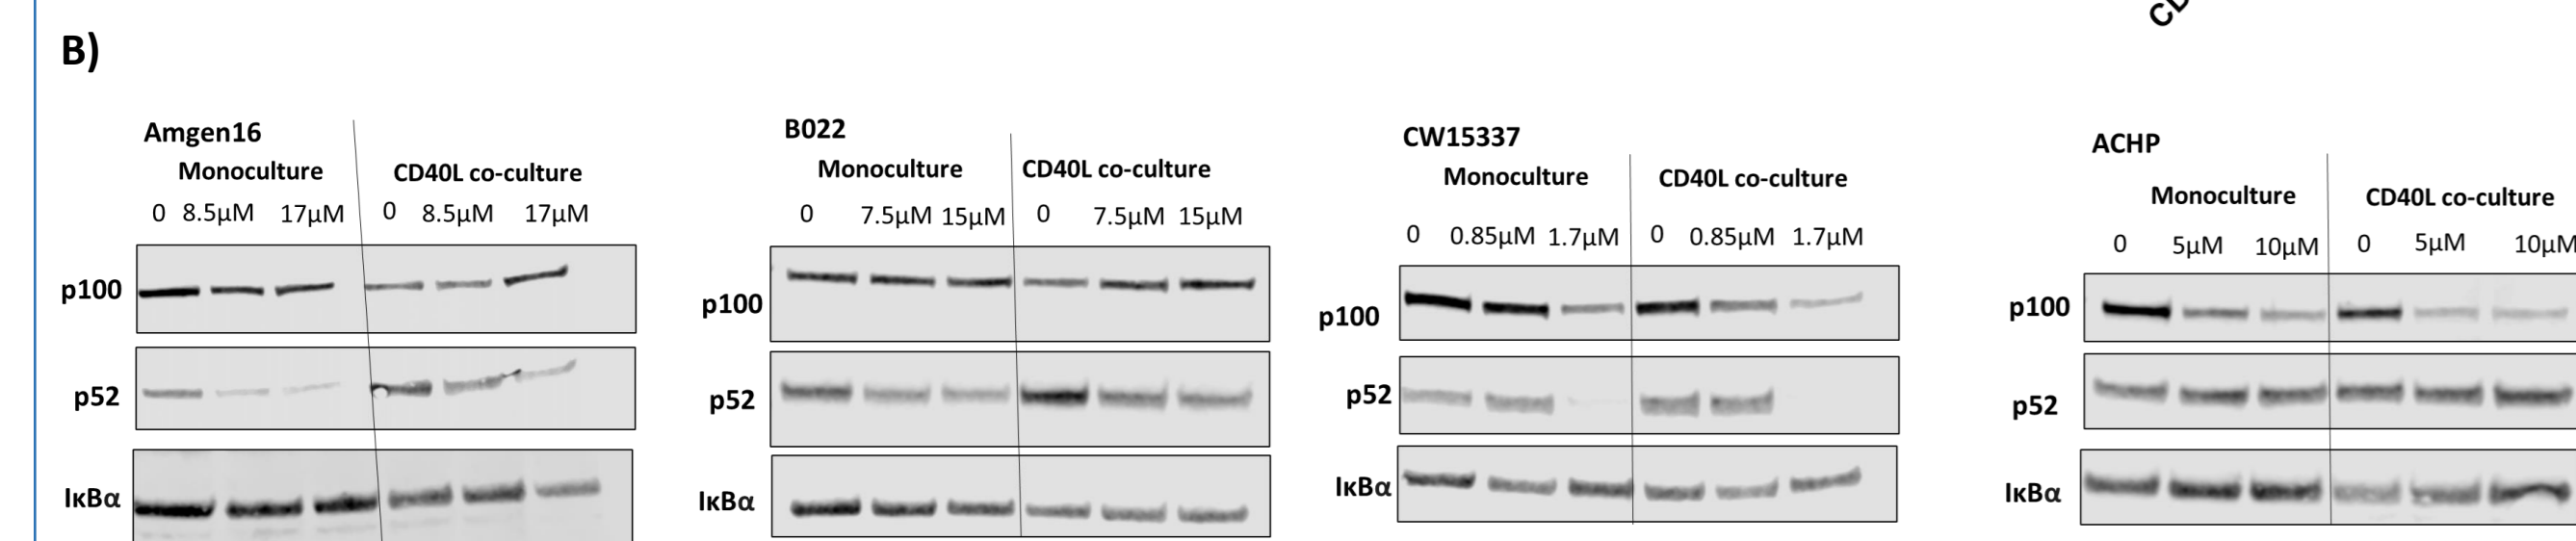 CD
B)
Amgen16
Monoculture CD40L co-culture
0 8.5µM 17µM 0 8.5µM 17µM
p100
p52
IκBα
B022
Monoculture CD40L co-culture
0 7.5µM 15µM 0 7.5µM 15µM
p100
p52
IκBα
CW15337
Monoculture CD40L co-culture
0 0.85µM 1.7µM 0 0.85µM 1.7µM
p100
p52
IκBα
ACHP
Monoculture CD40L co-culture
0 5µM 10µM 0 5µM 10µM
p100
p52
IκBα